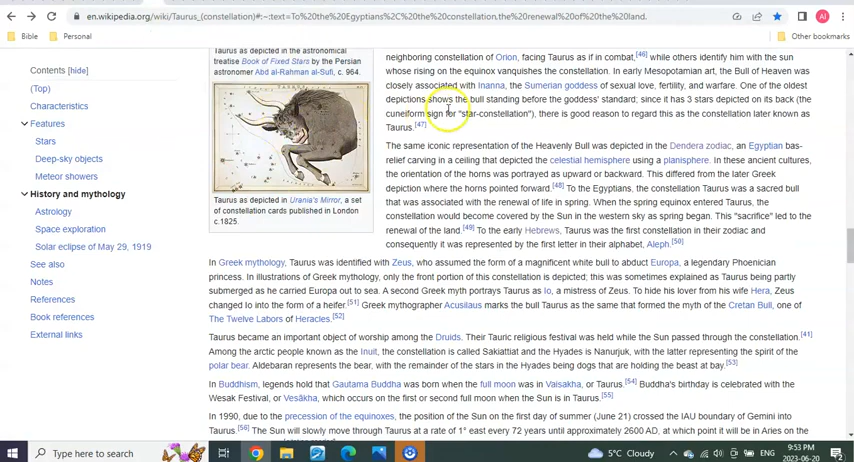 en.wikipedia.org/wiki/Taurus_(constellation)#:~:text=To%20the%20Egyptians%2C%20the%20constellation,the%20renewal%20of%20the%20land.
Bible
Personal
Other bookmarks
AI
Contents [hide]
(Top)
Characteristics
Features
Stars
Deep-sky objects
Meteor showers
History and mythology
Astrology
Space exploration
Solar eclipse of May 29, 1919
See also
Notes
References
Book references
External links
Taurus as depicted in the astronomical
treatise Book of Fixed Stars by the Persian
astronomer Abd al-Rahman al-Sufi, c. 964.
Taurus as depicted in Urania's Mirror, a set
of constellation cards published in London
c.1825.
neighboring constellation of Orion, facing Taurus as if in combat,[46] while others identify him with the sun
whose rising on the equinox vanquishes the constellation. In early Mesopotamian art, the Bull of Heaven was
closely associated with Inanna, the Sumerian goddess of sexual love, fertility, and warfare. One of the oldest
depictions shows the bull standing before the goddess' standard; since it has 3 stars depicted on its back (the
cuneiform sign for "star-constellation"), there is good reason to regard this as the constellation later known as
Taurus.[47]
The same iconic representation of the Heavenly Bull was depicted in the Dendera zodiac, an Egyptian bas-
relief carving in a ceiling that depicted the celestial hemisphere using a planisphere. In these ancient cultures,
the orientation of the horns was portrayed as upward or backward. This differed from the later Greek
depiction where the horns pointed forward.[48] To the Egyptians, the constellation Taurus was a sacred bull
that was associated with the renewal of life in spring. When the spring equinox entered Taurus, the
constellation would become covered by the Sun in the western sky as spring began. This "sacrifice" led to the
renewal of the land.[49] To the early Hebrews, Taurus was the first constellation in their zodiac and
consequently it was represented by the first letter in their alphabet, Aleph.[50]
In Greek mythology, Taurus was identified with Zeus, who assumed the form of a magnificent white bull to abduct Europa, a legendary Phoenician
princess. In illustrations of Greek mythology, only the front portion of this constellation is depicted; this was sometimes explained as Taurus being partly
submerged as he carried Europa out to sea. A second Greek myth portrays Taurus as Io, a mistress of Zeus. To hide his lover from his wife Hera, Zeus
changed Io into the form of a heifer.[51] Greek mythographer Acusilaus marks the bull Taurus as the same that formed the myth of the Cretan Bull, one of
The Twelve Labors of Heracles.[52]
Taurus became an important object of worship among the Druids. Their Tauric religious festival was held while the Sun passed through the constellation.[41]
Among the arctic people known as the Inuit, the constellation is called Sakiattiat and the Hyades is Nanurjuk, with the latter representing the spirit of the
polar bear. Aldebaran represents the bear, with the remainder of the stars in the Hyades being dogs that are holding the beast at bay.[53]
In Buddhism, legends hold that Gautama Buddha was born when the full moon was in Vaisakha, or Taurus.[54] Buddha's birthday is celebrated with the
Wesak Festival, or Vesākha, which occurs on the first or second full moon when the Sun is in Taurus.[55]
In 1990, due to the precession of the equinoxes, the position of the Sun on the first day of summer (June 21) crossed the IAU boundary of Gemini into
Taurus.[56] The Sun will slowly move through Taurus at a rate of 1° east every 72 years until approximately 2600 AD, at which point it will be in Aries on the
Type here to search
5°C Cloudy
ENG
9:53 PM
2023-06-20
2